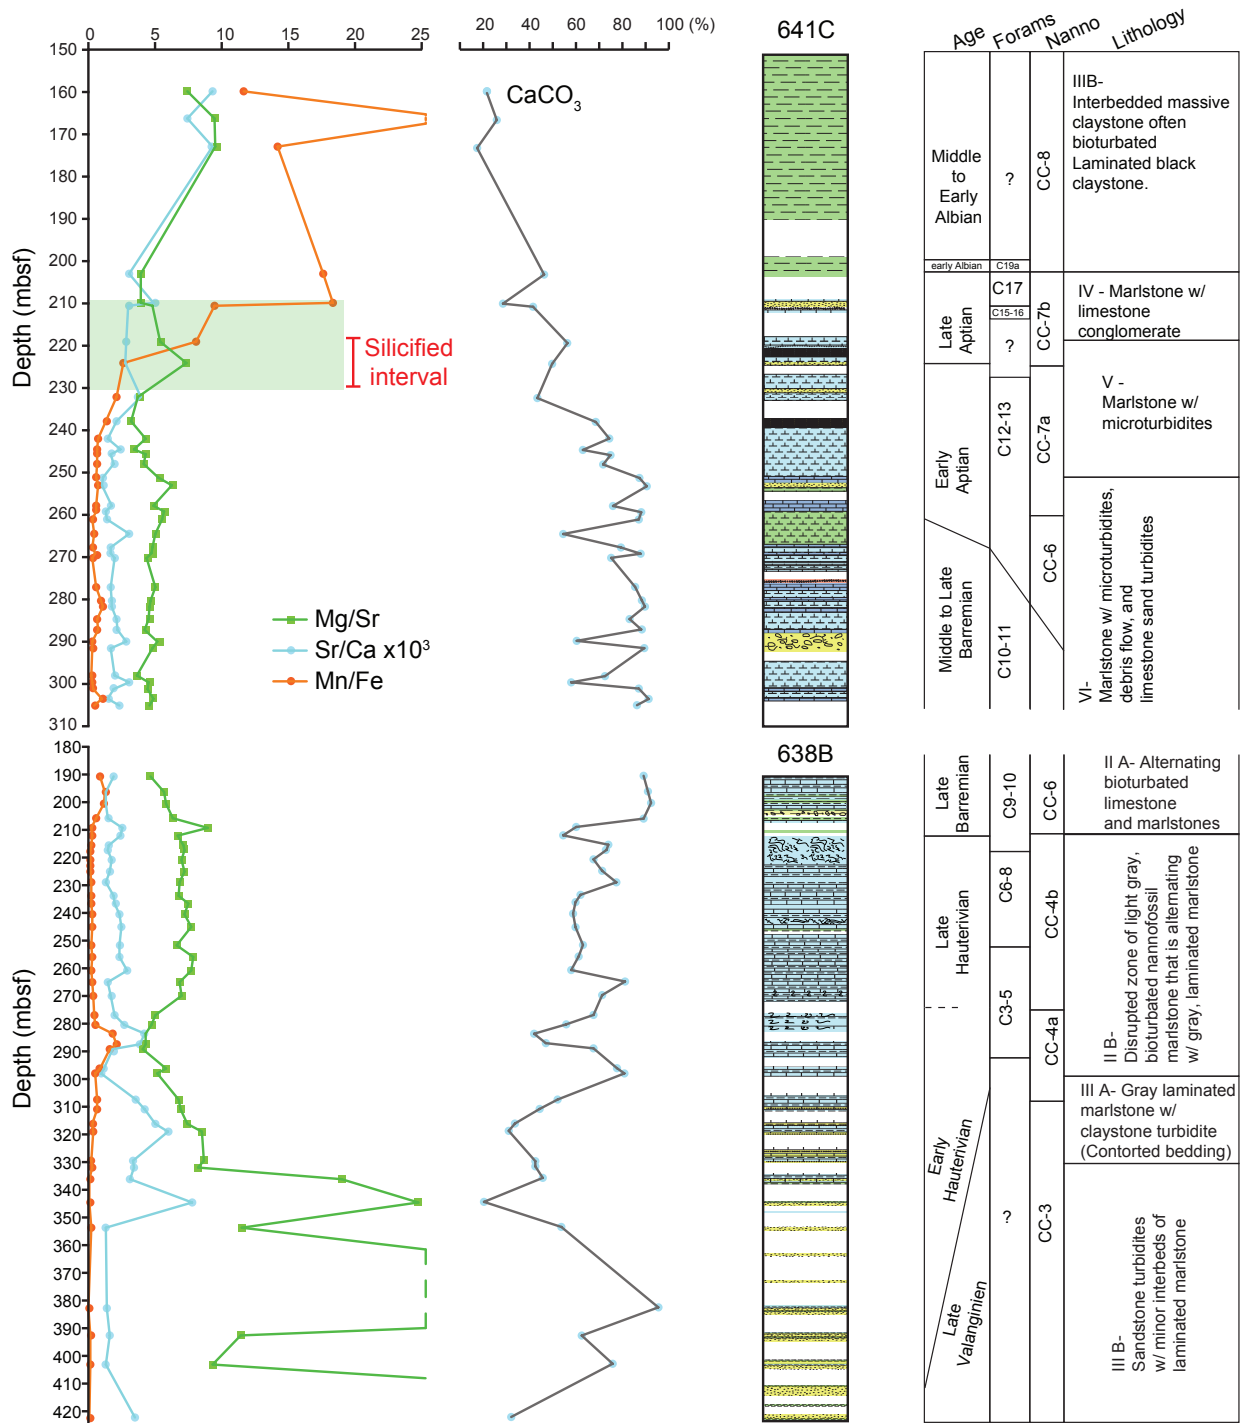 0 5 10 15 20 25
20 40 60 80 100 (%)
641C
Age Forams Nanno Lithology
150
160
170
180
190
200
210
220
230
240
250
260
270
280
290
300
310
Depth (mbsf)
CaCO3
Silicified
interval
Mg/Sr
Sr/Ca x10³
Mn/Fe
Middle
to
Early
Albian
early Albian
Late
Aptian
Early
Aptian
Middle to Late
Barremian
?
C19a
C17
C15-16
?
C12-13
C10-11
CC-8
CC-7b
CC-7a
CC-6
IIIB-
Interbedded massive
claystone often
bioturbated
Laminated black
claystone.
IV - Marlstone w/
limestone
conglomerate
V -
Marlstone w/
microturbidites
VI-
Marlstone w/ microturbidites,
debris flow, and
limestone sand turbidites
638B
180
190
200
210
220
230
240
250
260
270
280
290
300
310
320
330
340
350
360
370
380
390
400
410
420
Depth (mbsf)
Late
Barremian
Late
Hauterivian
Early
Hauterivian
Late
Valanginien
C9-10
C6-8
C3-5
?
CC-6
CC-4b
CC-4a
CC-3
II A- Alternating
bioturbated
limestone
and marlstones
II B-
Disrupted zone of light gray,
bioturbated nannofossil
marlstone that is alternating
w/ gray, laminated marlstone
III A- Gray laminated
marlstone w/
claystone turbidite
(Contorted bedding)
III B-
Sandstone turbidites
w/ minor interbeds of
laminated marlstone